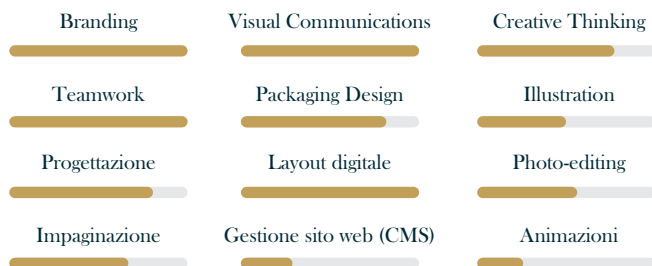 Branding
Visual Communications
Creative Thinking
Teamwork
Packaging Design
Illustration
Progettazione
Layout digitale
Photo-editing
Impaginazione
Gestione sito web (CMS)
Animazioni